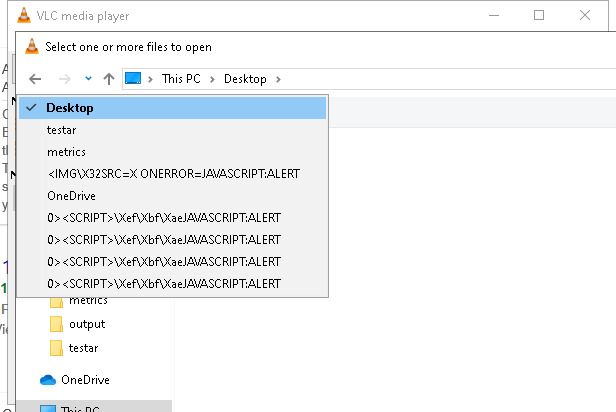 VLC media player
Select one or more files to open
This PC > Desktop >
Desktop
testar
metrics
<IMG\X32SRC=X ONERROR=JAVASCRIPT:ALERT
OneDrive
0><SCRIPT>\Xef\Xbf\XaeJAVASCRIPT:ALERT
0><SCRIPT>\Xef\Xbf\XaeJAVASCRIPT:ALERT
0><SCRIPT>\Xef\Xbf\XaeJAVASCRIPT:ALERT
0><SCRIPT>\Xef\Xbf\XaeJAVASCRIPT:ALERT
metrics
output
testar
OneDrive
This PC